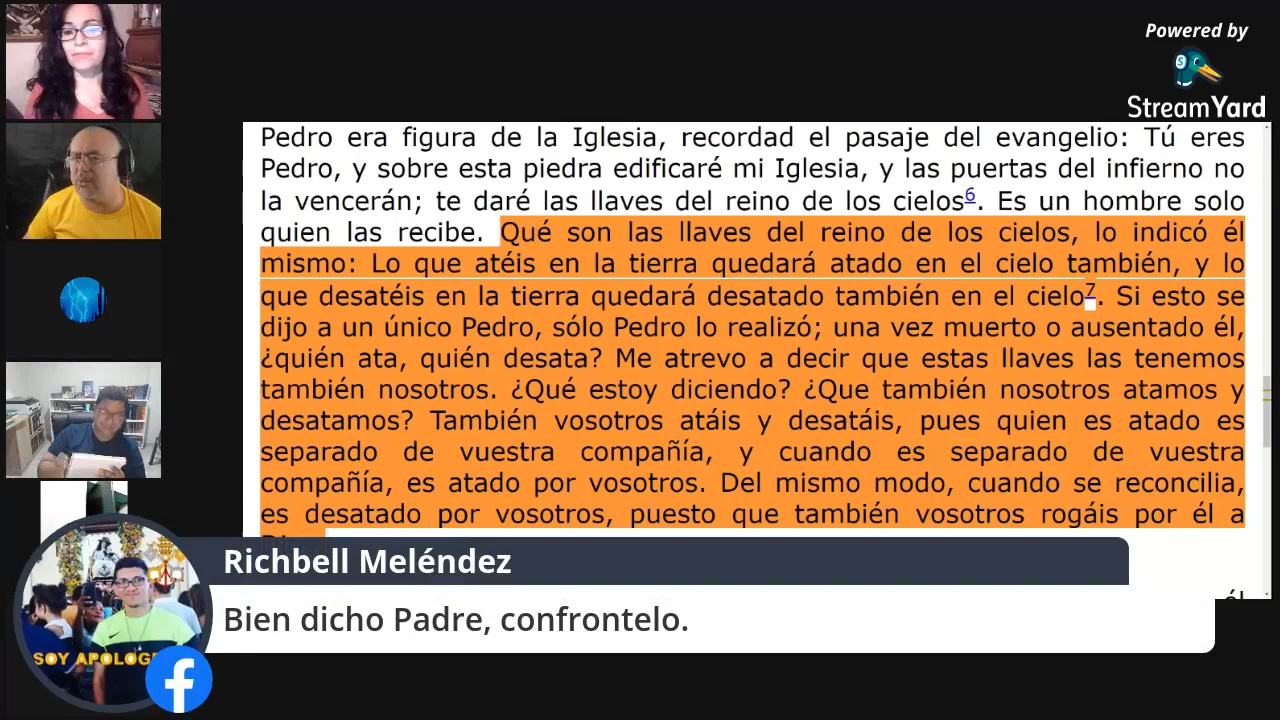 Powered by
StreamYard
Pedro era figura de la Iglesia, recordad el pasaje del evangelio: Tú eres
Pedro, y sobre esta piedra edificaré mi Iglesia, y las puertas del infierno no
la vencerán; te daré las llaves del reino de los cielos6. Es un hombre solo
quien las recibe. Qué son las llaves del reino de los cielos, lo indicó él
mismo: Lo que atéis en la tierra quedará atado en el cielo también, y lo
que desatéis en la tierra quedará desatado también en el cielo7. Si esto se
dijo a un único Pedro, sólo Pedro lo realizó; una vez muerto o ausentado él,
¿quién ata, quién desata? Me atrevo a decir que estas llaves las tenemos
también nosotros. ¿Qué estoy diciendo? ¿Que también nosotros atamos y
desatamos? También vosotros atáis y desatáis, pues quien es atado es
separado de vuestra compañía, y cuando es separado de vuestra
compañía, es atado por vosotros. Del mismo modo, cuando se reconcilia,
es desatado por vosotros, puesto que también vosotros rogáis por él a
él
Richbell Meléndez
Bien dicho Padre, confrontelo.
SOY APOLOG